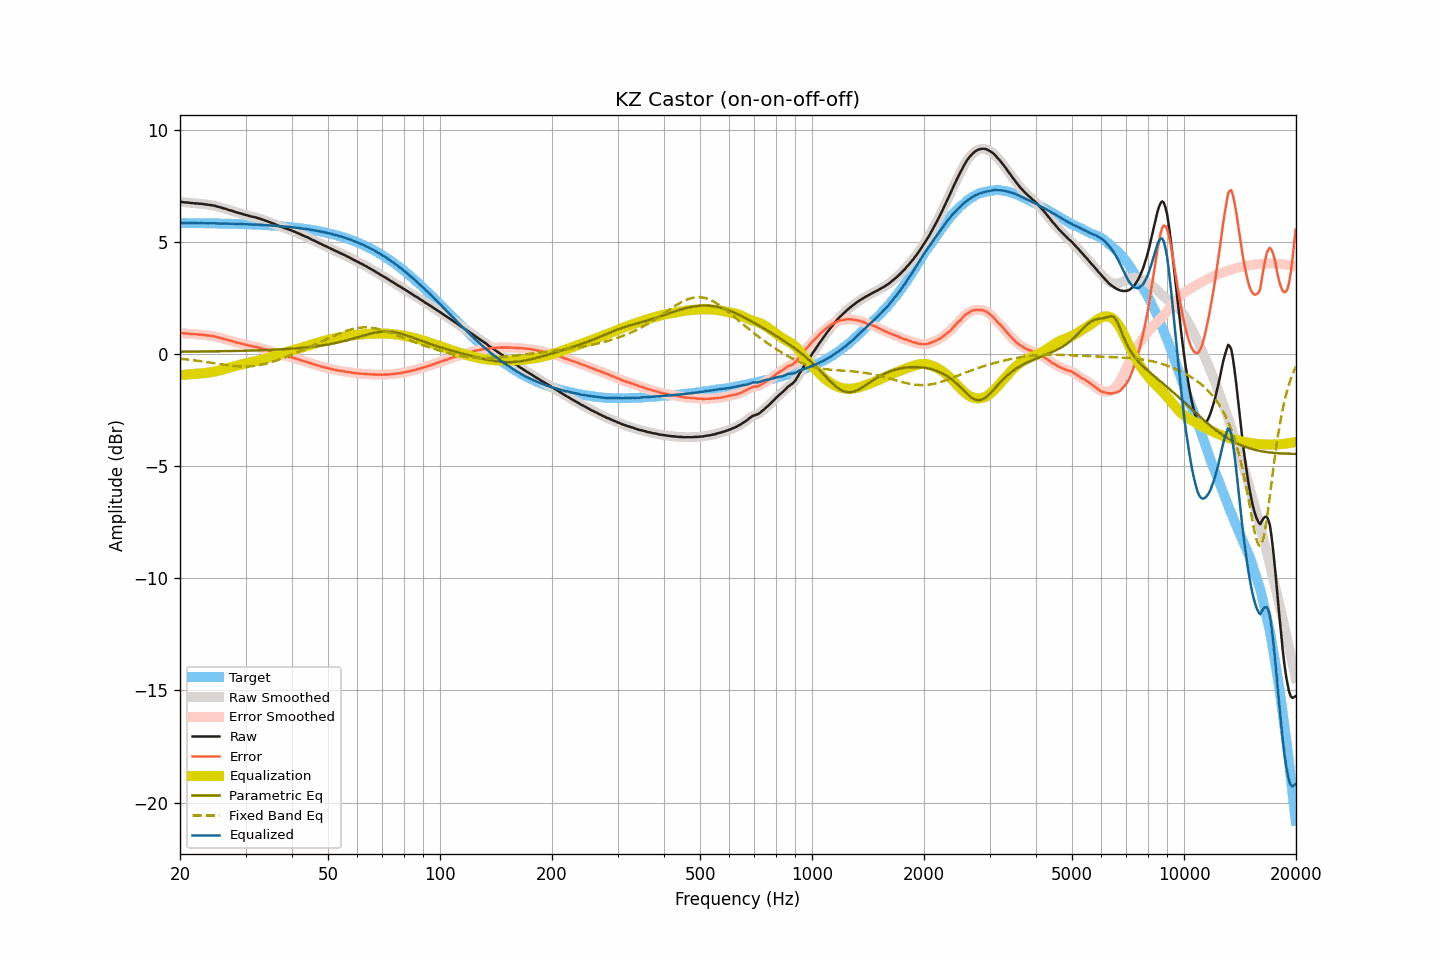 KZ Castor (on-on-off-off)
10
5
0
−5
−10
−15
−20
Amplitude (dBr)
Target
Raw Smoothed
Error Smoothed
Raw
Error
Equalization
Parametric Eq
Fixed Band Eq
Equalized
20 50 100 200 500 1000 2000 5000 10000 20000
Frequency (Hz)